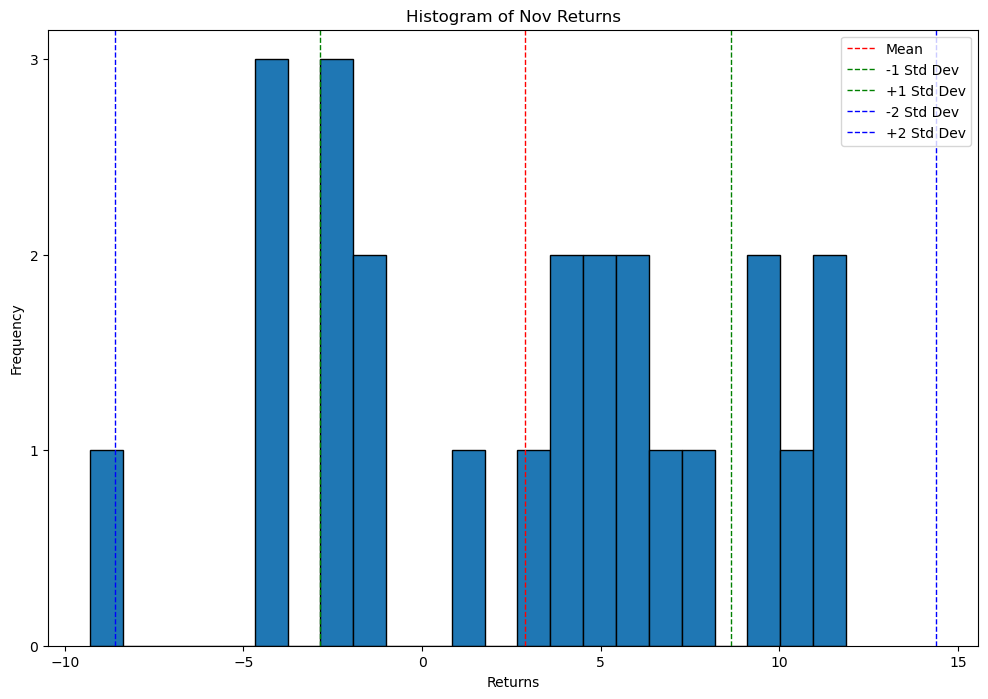 Histogram of Nov Returns
Mean
-1 Std Dev
+1 Std Dev
-2 Std Dev
+2 Std Dev
Frequency
3
2
1
0
−10
−5
0
5
10
15
Returns